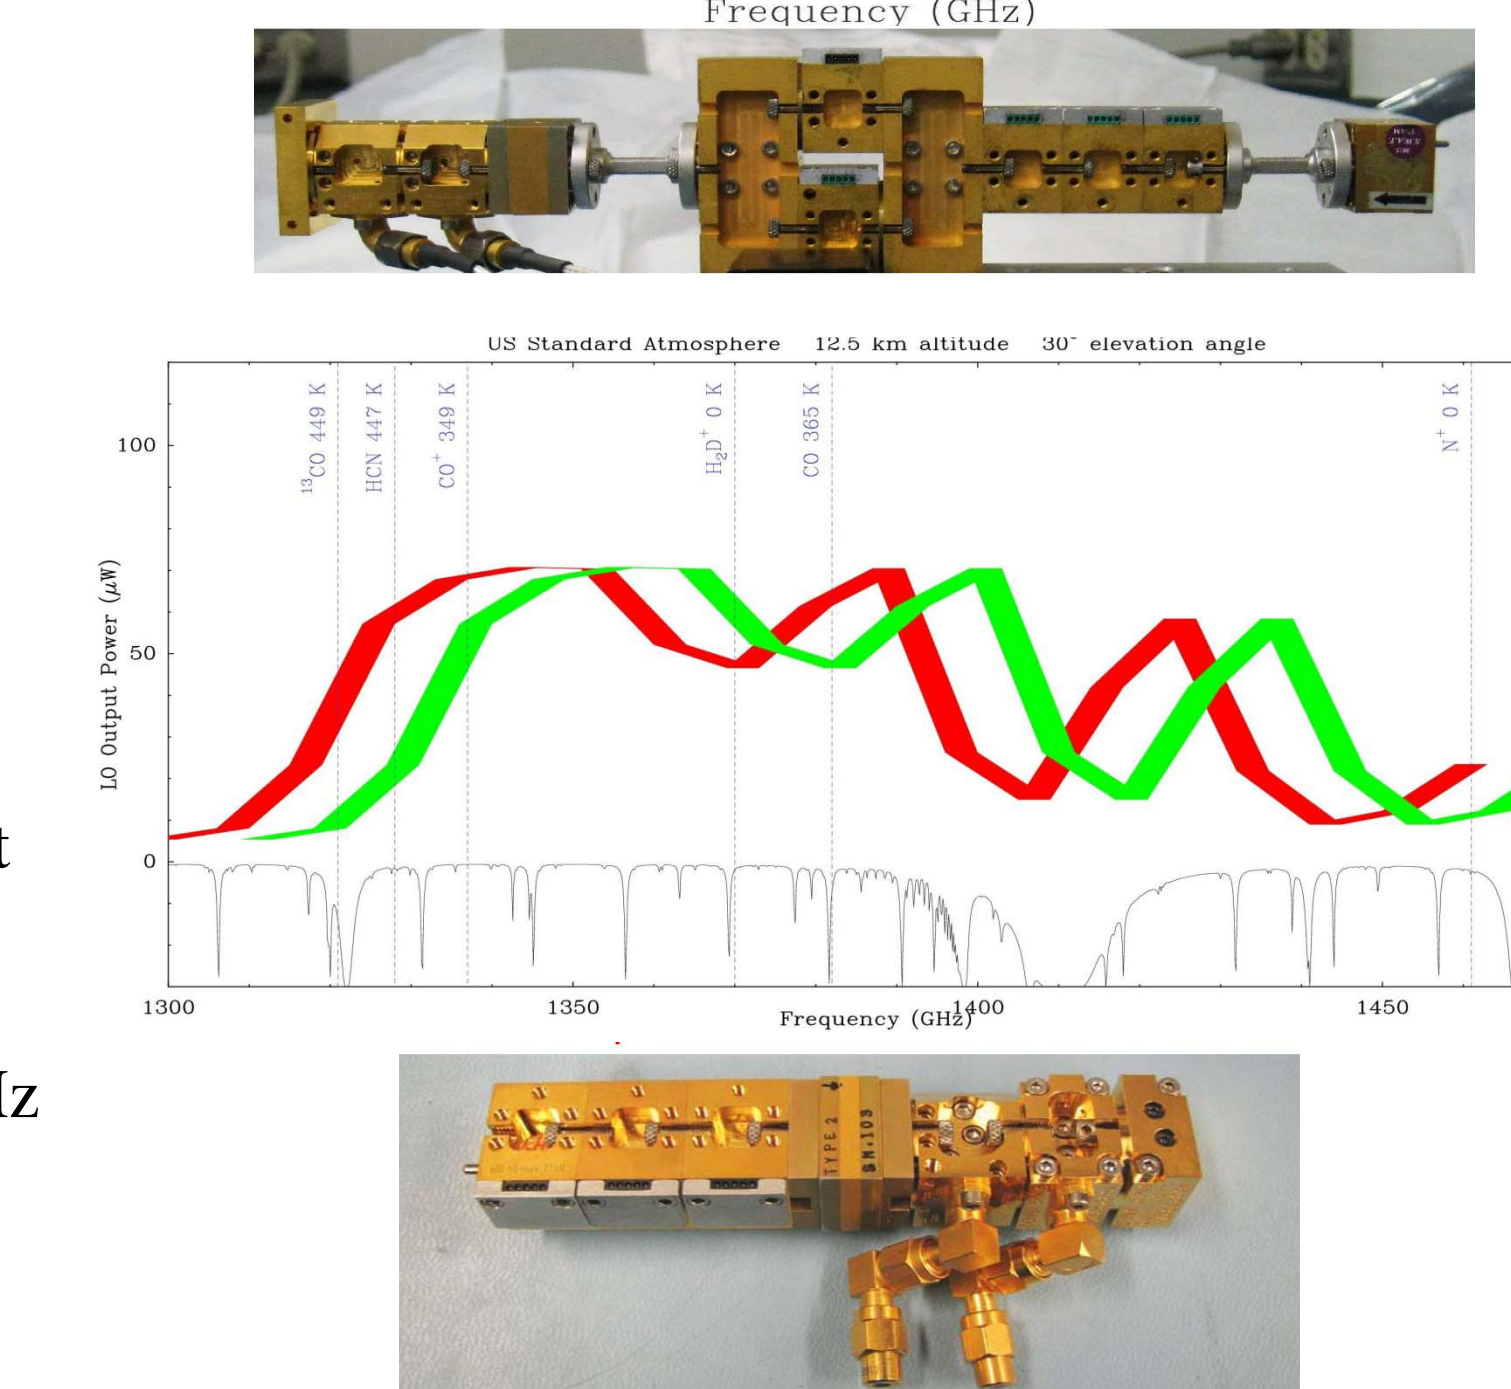 Frequency (GHz)
US Standard Atmosphere 12.5 km altitude 30° elevation angle
¹³CO 449 K
HCN 447 K
CO⁺ 349 K
H₂D⁺ 0 K
CO 365 K
N⁺ 0 K
100
50
0
LO Output Power (μW)
t
1300 1350 1400 1450
Frequency (GHz)
Hz
TYPE 2
SN.103